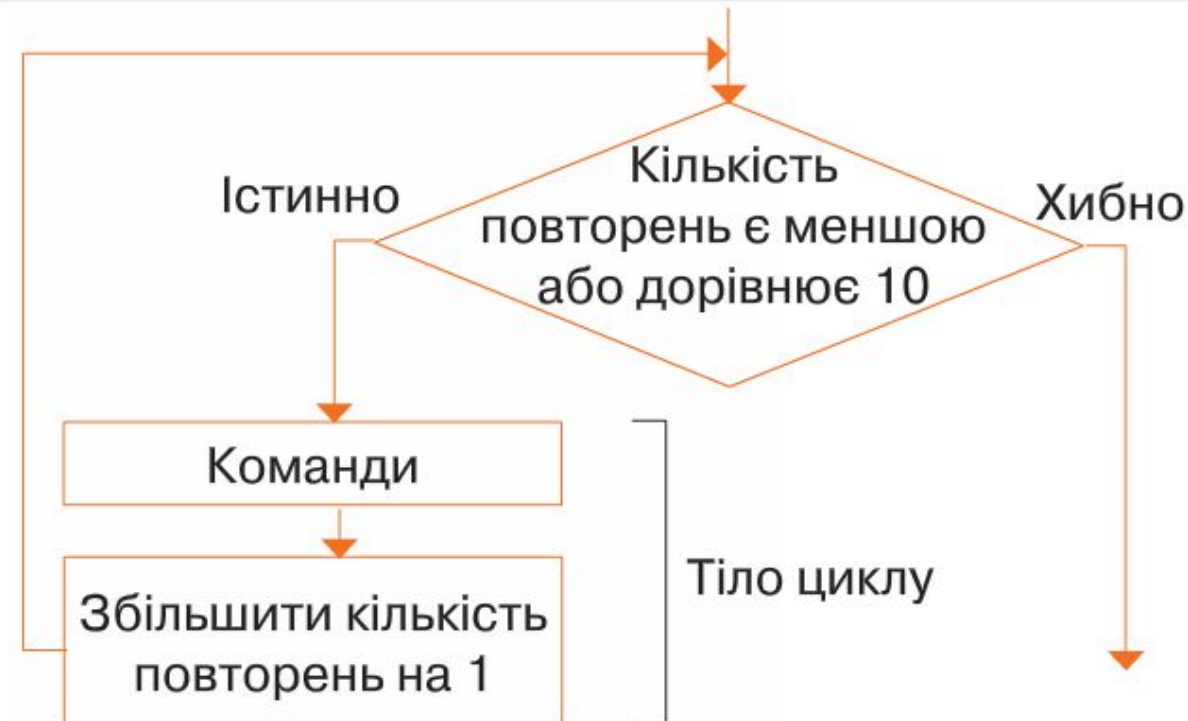 Кількість
повторень є меншою
або дорівнює 10
Істинно
Хибно
Команди
Збільшити кількість
повторень на 1
Тіло циклу